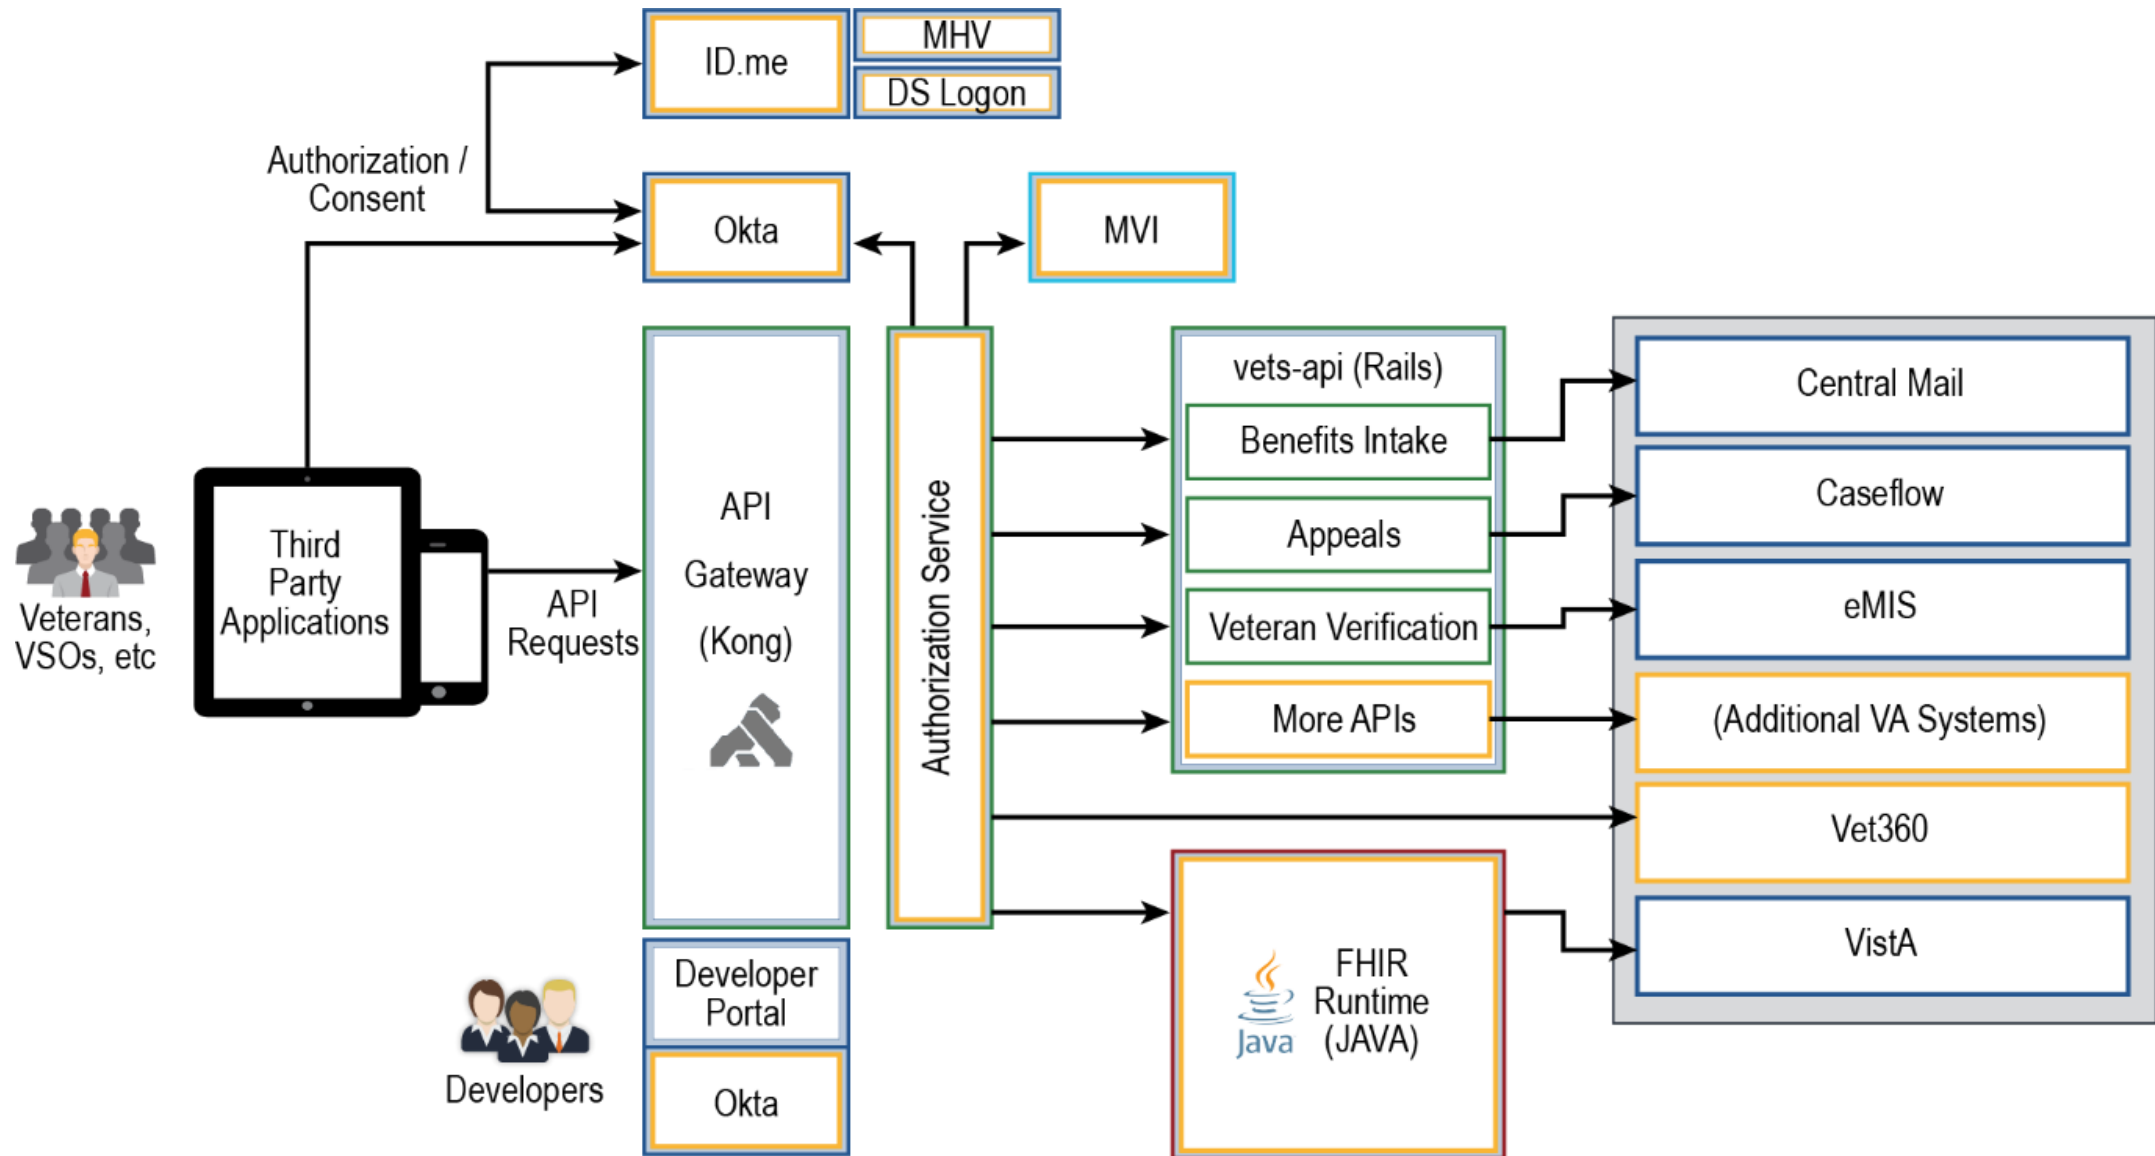 ID.me
MHV
DS Logon
Authorization /
Consent
Okta
MVI
Veterans,
VSOs, etc
Third
Party
Applications
API
Requests
API
Gateway
(Kong)
Authorization Service
vets-api (Rails)
Benefits Intake
Appeals
Veteran Verification
More APIs
Central Mail
Caseflow
eMIS
(Additional VA Systems)
Vet360
VistA
Java
FHIR
Runtime
(JAVA)
Developers
Developer
Portal
Okta